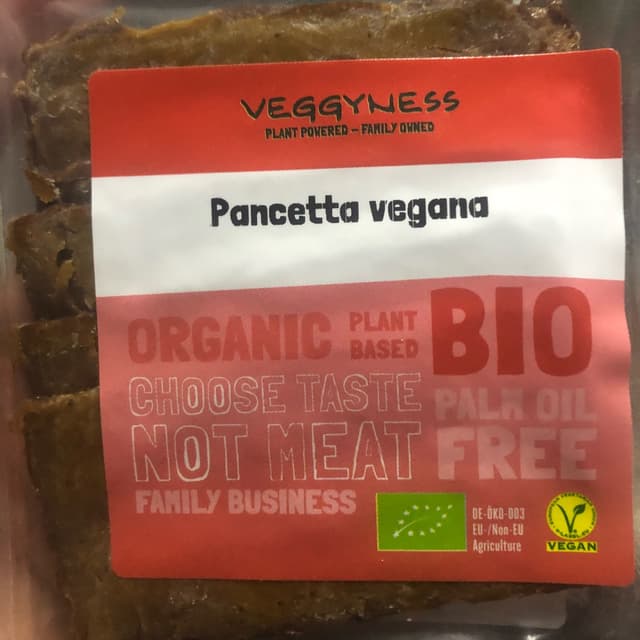 VEGGYNESS
PLANT POWERED – FAMILY OWNED
Pancetta vegana
ORGANIC
PLANT
BASED
BIO
CHOOSE TASTE
NOT MEAT
PALM OIL
FREE
FAMILY BUSINESS
DE-ÖKO-003
EU-/Non-EU
Agriculture
VEGAN